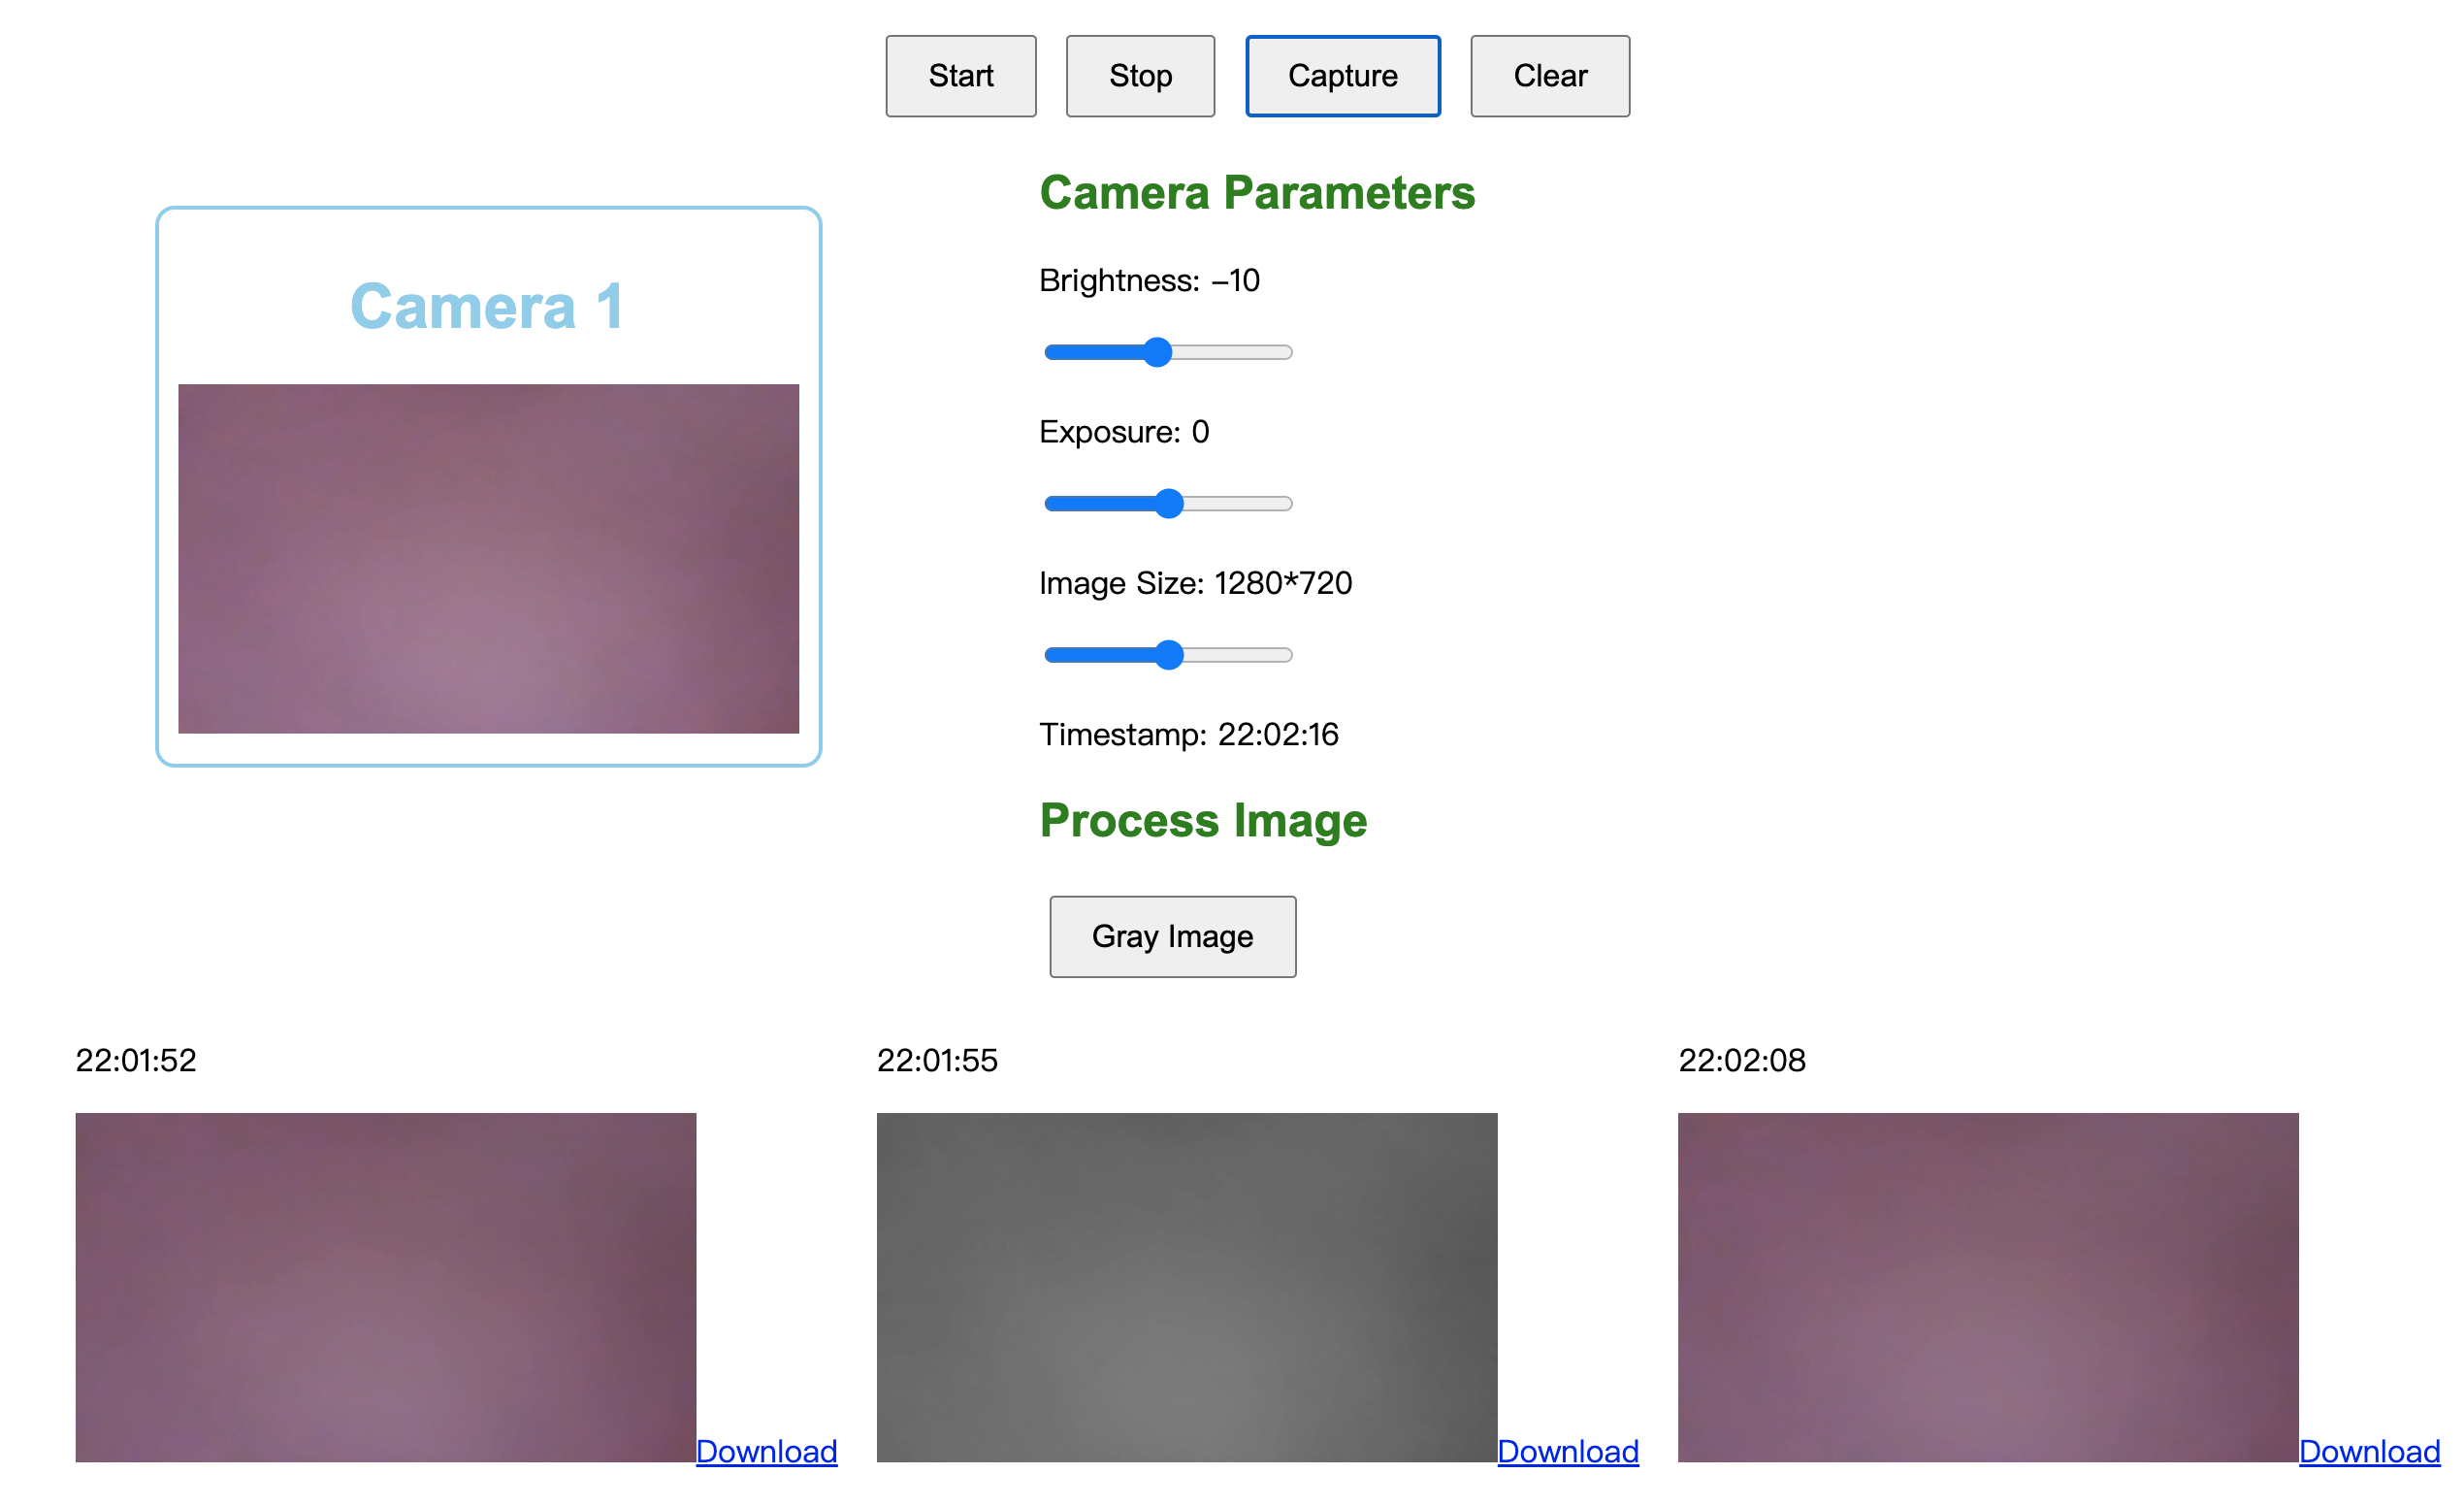 Start Stop Capture Clear
Camera 1
Camera Parameters
Brightness: -10
Exposure: 0
Image Size: 1280*720
Timestamp: 22:02:16
Process Image
Gray Image
22:01:52 22:01:55 22:02:08
Download Download Download